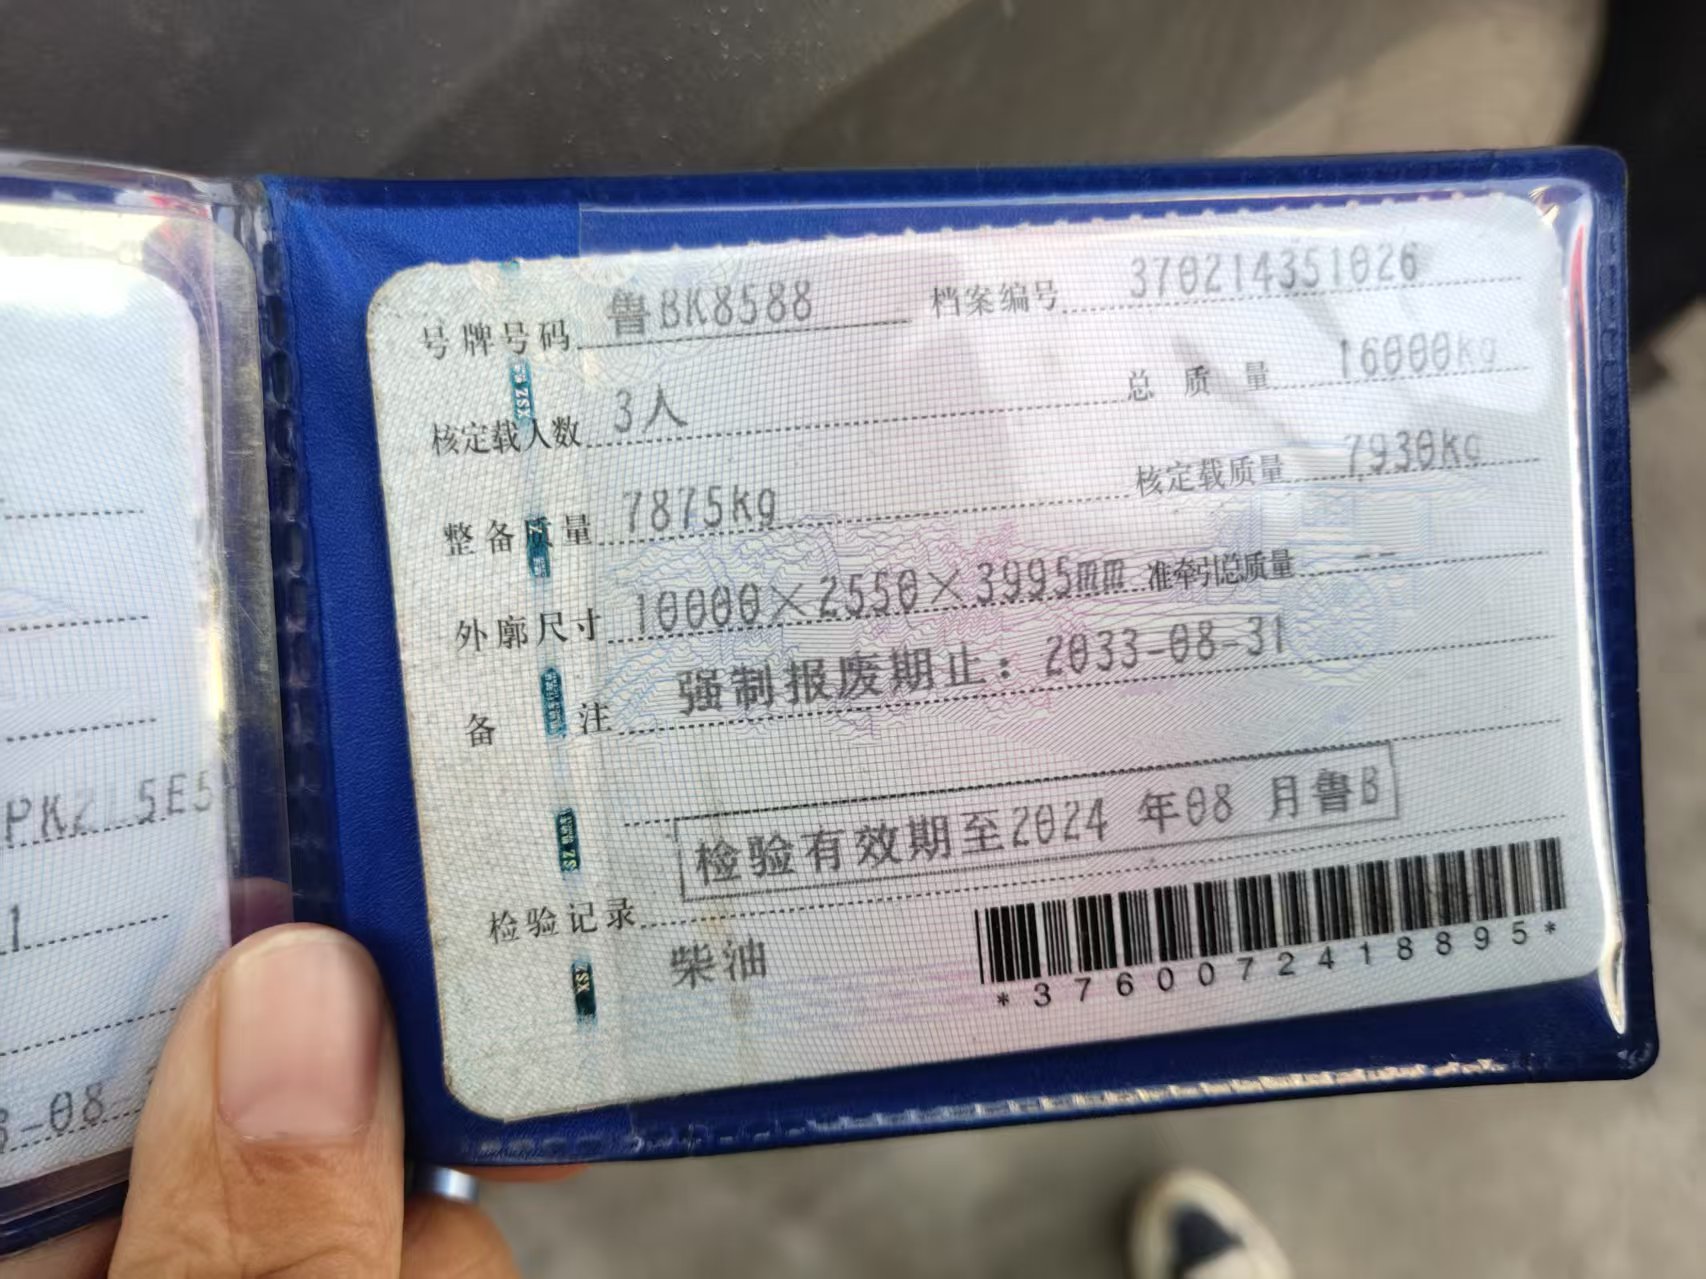 号牌号码 鲁BK8588 档案编号 370214351026
核定载人数 3人 总质量 16000kg
整备质量 7875kg 核定载质量 7930kg
外廓尺寸 10000×2550×3995mm 准牵引总质量 --
备注 强制报废期止：2033-08-31
检验有效期至2024 年08 月鲁B
检验记录
柴油
*3760072418895*
PK2L5E5
1
-08